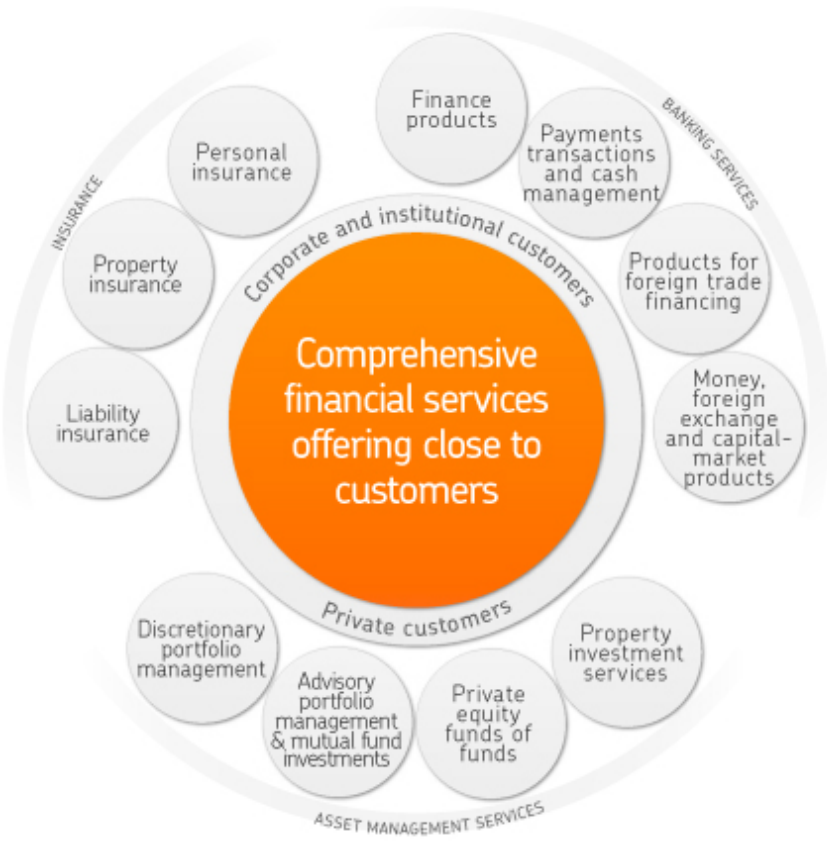 Finance
products
Payments
transactions
and cash
management
BANKING SERVICES
Products for
foreign trade
financing
Money,
foreign
exchange
and capital-
market
products
Personal
insurance
INSURANCE
Property
insurance
Liability
insurance
Corporate and institutional customers
Comprehensive
financial services
offering close to
customers
Private customers
Discretionary
portfolio
management
Advisory
portfolio
management
& mutual fund
investments
Private
equity
funds of
funds
Property
investment
services
ASSET MANAGEMENT SERVICES